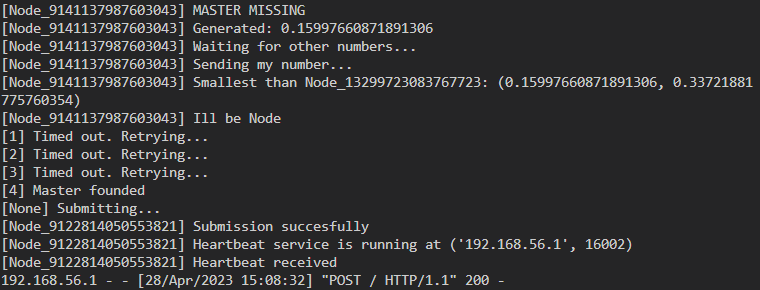 [Node_9141137987603043] MASTER MISSING
[Node_9141137987603043] Generated: 0.15997660871891306
[Node_9141137987603043] Waiting for other numbers...
[Node_9141137987603043] Sending my number...
[Node_9141137987603043] Smallest than Node_13299723083767723: (0.15997660871891306, 0.33721881
775760354)
[Node_9141137987603043] Ill be Node
[1] Timed out. Retrying...
[2] Timed out. Retrying...
[3] Timed out. Retrying...
[4] Master founded
[None] Submitting...
[Node_9122814050553821] Submission succesfully
[Node_9122814050553821] Heartbeat service is running at ('192.168.56.1', 16002)
[Node_9122814050553821] Heartbeat received
192.168.56.1 - - [28/Apr/2023 15:08:32] "POST / HTTP/1.1" 200 -